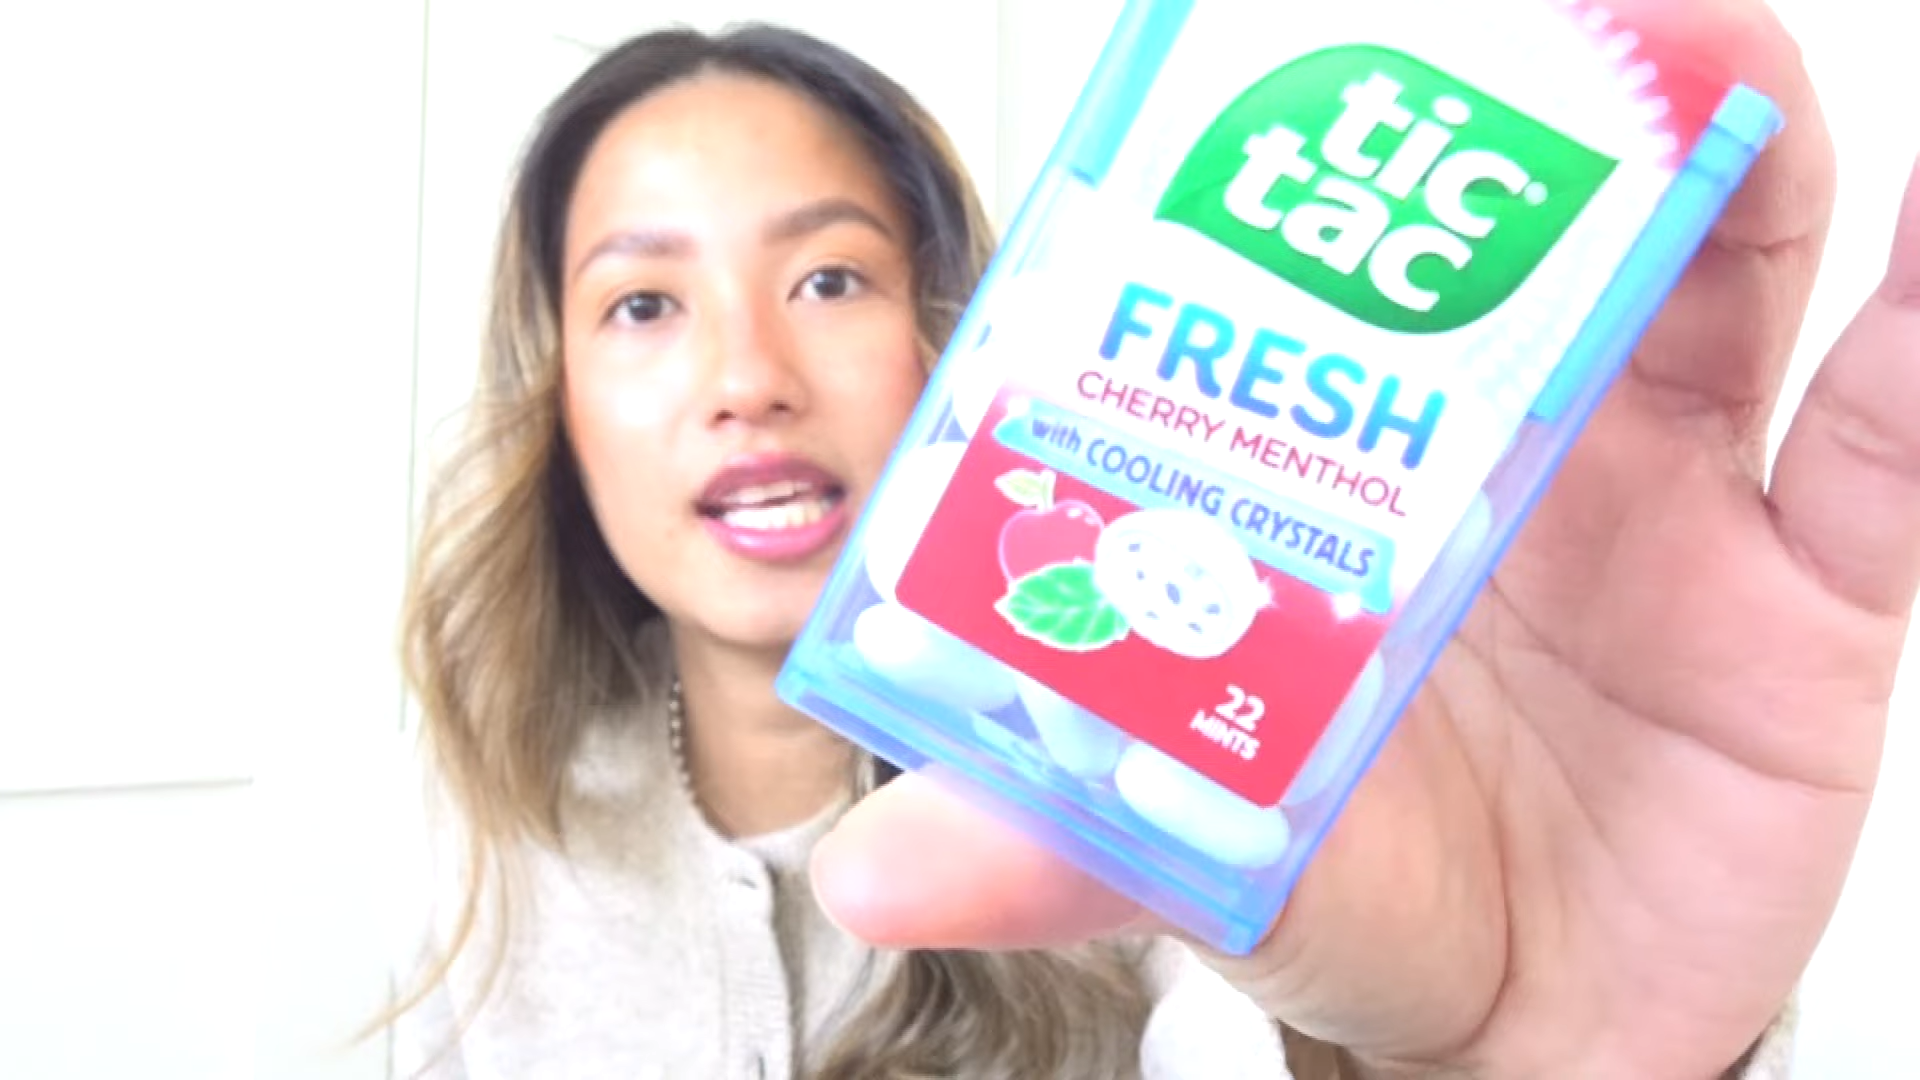 tic®
tac
FRESH
CHERRY MENTHOL
with COOLING CRYSTALS
22
MINTS